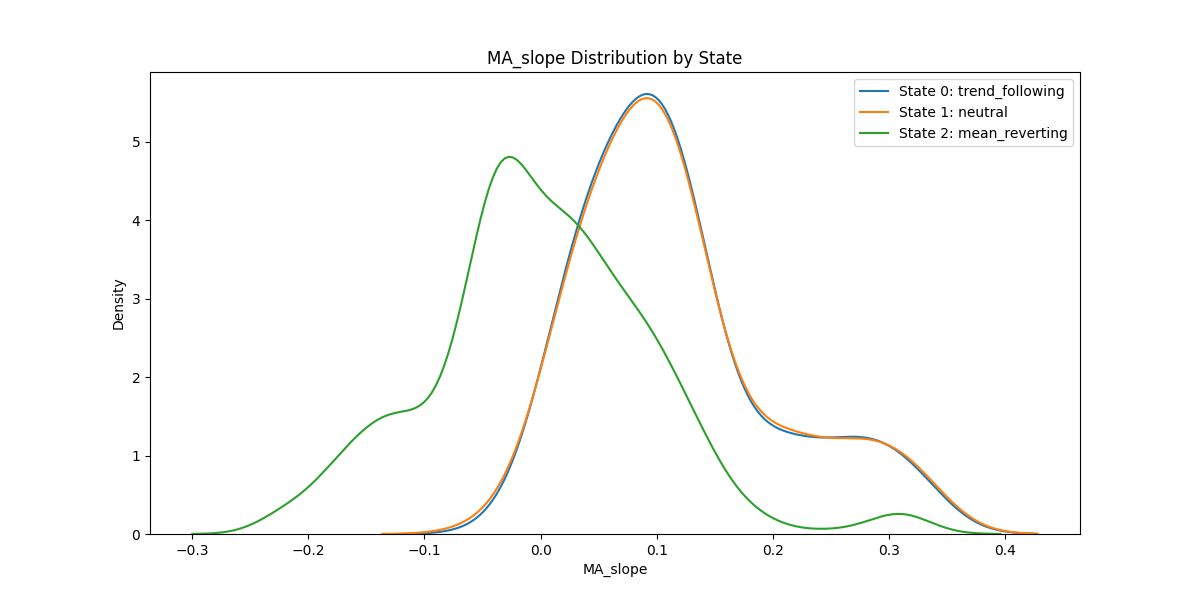 MA_slope Distribution by State
State 0: trend_following
State 1: neutral
State 2: mean_reverting
Density
5
4
3
2
1
0
−0.3 −0.2 −0.1 0.0 0.1 0.2 0.3 0.4
MA_slope